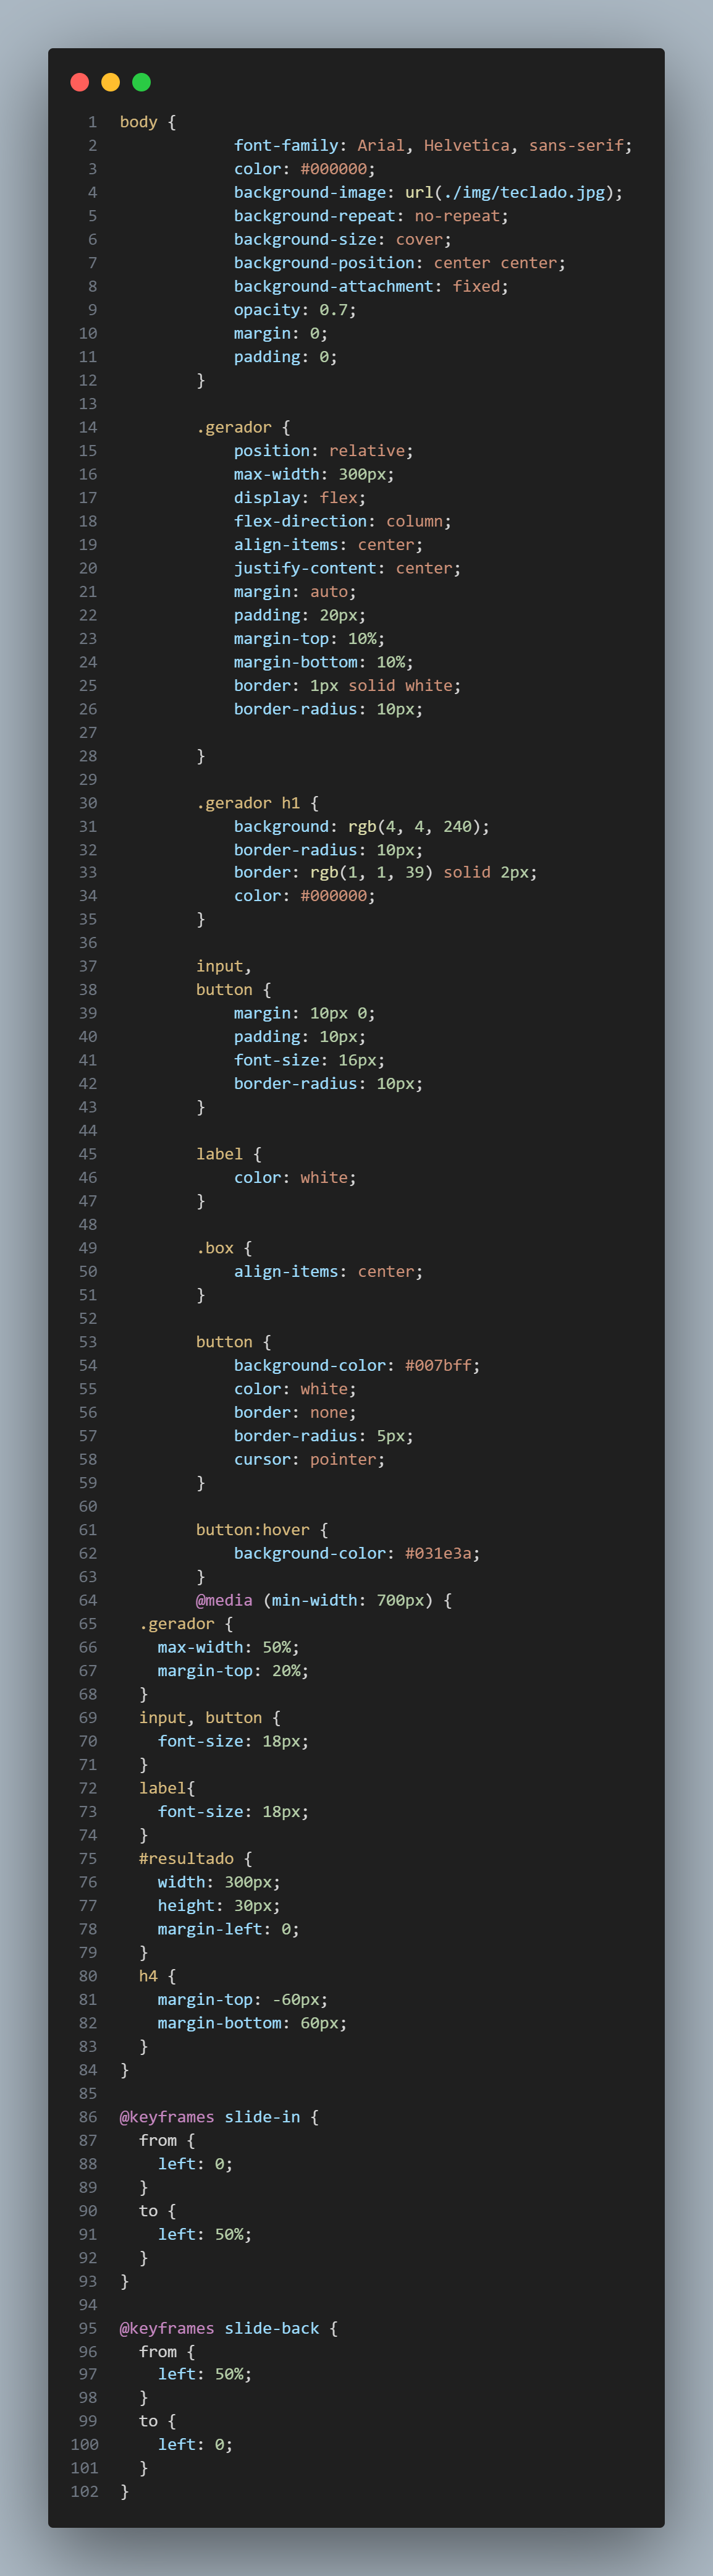 1 body {
2             font-family: Arial, Helvetica, sans-serif;
3             color: #000000;
4             background-image: url(./img/teclado.jpg);
5             background-repeat: no-repeat;
6             background-size: cover;
7             background-position: center center;
8             background-attachment: fixed;
9             opacity: 0.7;
10             margin: 0;
11             padding: 0;
12         }
13
14         .gerador {
15             position: relative;
16             max-width: 300px;
17             display: flex;
18             flex-direction: column;
19             align-items: center;
20             justify-content: center;
21             margin: auto;
22             padding: 20px;
23             margin-top: 10%;
24             margin-bottom: 10%;
25             border: 1px solid white;
26             border-radius: 10px;
27
28         }
29
30         .gerador h1 {
31             background: rgb(4, 4, 240);
32             border-radius: 10px;
33             border: rgb(1, 1, 39) solid 2px;
34             color: #000000;
35         }
36
37         input,
38         button {
39             margin: 10px 0;
40             padding: 10px;
41             font-size: 16px;
42             border-radius: 10px;
43         }
44
45         label {
46             color: white;
47         }
48
49         .box {
50             align-items: center;
51         }
52
53         button {
54             background-color: #007bff;
55             color: white;
56             border: none;
57             border-radius: 5px;
58             cursor: pointer;
59         }
60
61         button:hover {
62             background-color: #031e3a;
63         }
64         @media (min-width: 700px) {
65   .gerador {
66     max-width: 50%;
67     margin-top: 20%;
68   }
69   input, button {
70     font-size: 18px;
71   }
72   label{
73     font-size: 18px;
74   }
75   #resultado {
76     width: 300px;
77     height: 30px;
78     margin-left: 0;
79   }
80   h4 {
81     margin-top: -60px;
82     margin-bottom: 60px;
83   }
84 }
85
86 @keyframes slide-in {
87   from {
88     left: 0;
89   }
90   to {
91     left: 50%;
92   }
93 }
94
95 @keyframes slide-back {
96   from {
97     left: 50%;
98   }
99   to {
100     left: 0;
101   }
102 }